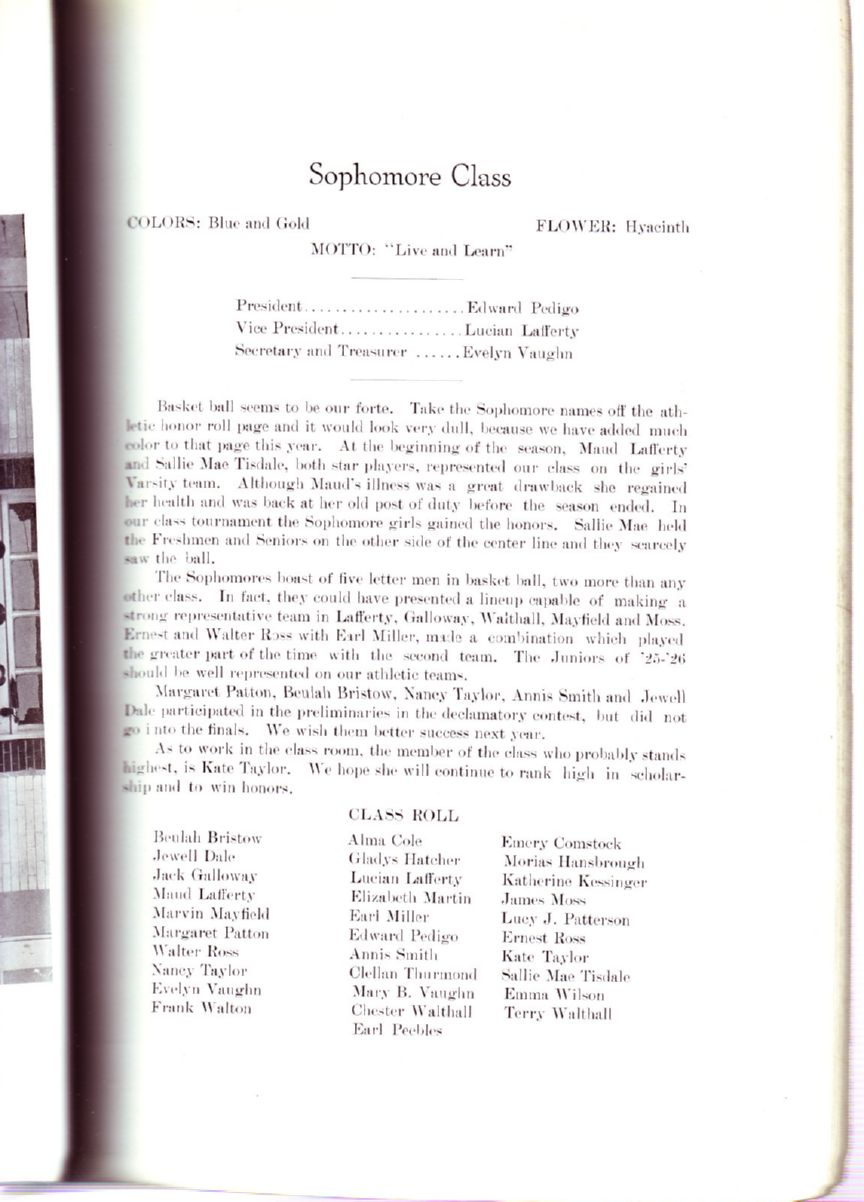 Sophomore Class
COLORS: Blue and Gold FLOWER: Hyacinth
MOTTO: "Live and Learn"
President.....................Edward Pedigo
Vice President................Lucian Lafferty
Secretary and Treasurer ......Evelyn Vaughn
Basket ball seems to be our forte. Take the Sophomore names off the ath-
letic honor roll page and it would look very dull, because we have added much
color to that page this year. At the beginning of the season, Maud Lafferty
and Sallie Mae Tisdale, both star players, represented our class on the girls'
Varsity team. Although Maud's illness was a great drawback she regained
her health and was back at her old post of duty before the season ended. In
our class tournament the Sophomore girls gained the honors. Sallie Mae held
the Freshmen and Seniors on the other side of the center line and they scarcely
saw the ball.
The Sophomores boast of five letter men in basket ball, two more than any
other class. In fact, they could have presented a lineup capable of making a
strong representative team in Lafferty, Galloway, Walthall, Mayfield and Moss.
Ernest and Walter Ross with Earl Miller, made a combination which played
the greater part of the time with the second team. The Juniors of '25-'26
should be well represented on our athletic teams.
Margaret Patton, Beulah Bristow, Nancy Taylor, Annis Smith and Jewell
Dale participated in the preliminaries in the declamatory contest, but did not
go into the finals. We wish them better success next year.
As to work in the class room, the member of the class who probably stands
highest, is Kate Taylor. We hope she will continue to rank high in scholar-
ship and to win honors.
CLASS ROLL
Beulah Bristow Alma Cole Emery Comstock
Jewell Dale Gladys Hatcher Morias Hansbrough
Jack Galloway Lucian Lafferty Katherine Kessinger
Maud Lafferty Elizabeth Martin James Moss
Marvin Mayfield Earl Miller Lucy J. Patterson
Margaret Patton Edward Pedigo Ernest Ross
Walter Ross Annis Smith Kate Taylor
Nancy Taylor Clellan Thurmond Sallie Mae Tisdale
Evelyn Vaughn Mary B. Vaughn Emma Wilson
Frank Walton Chester Walthall Terry Walthall
Earl Peebles